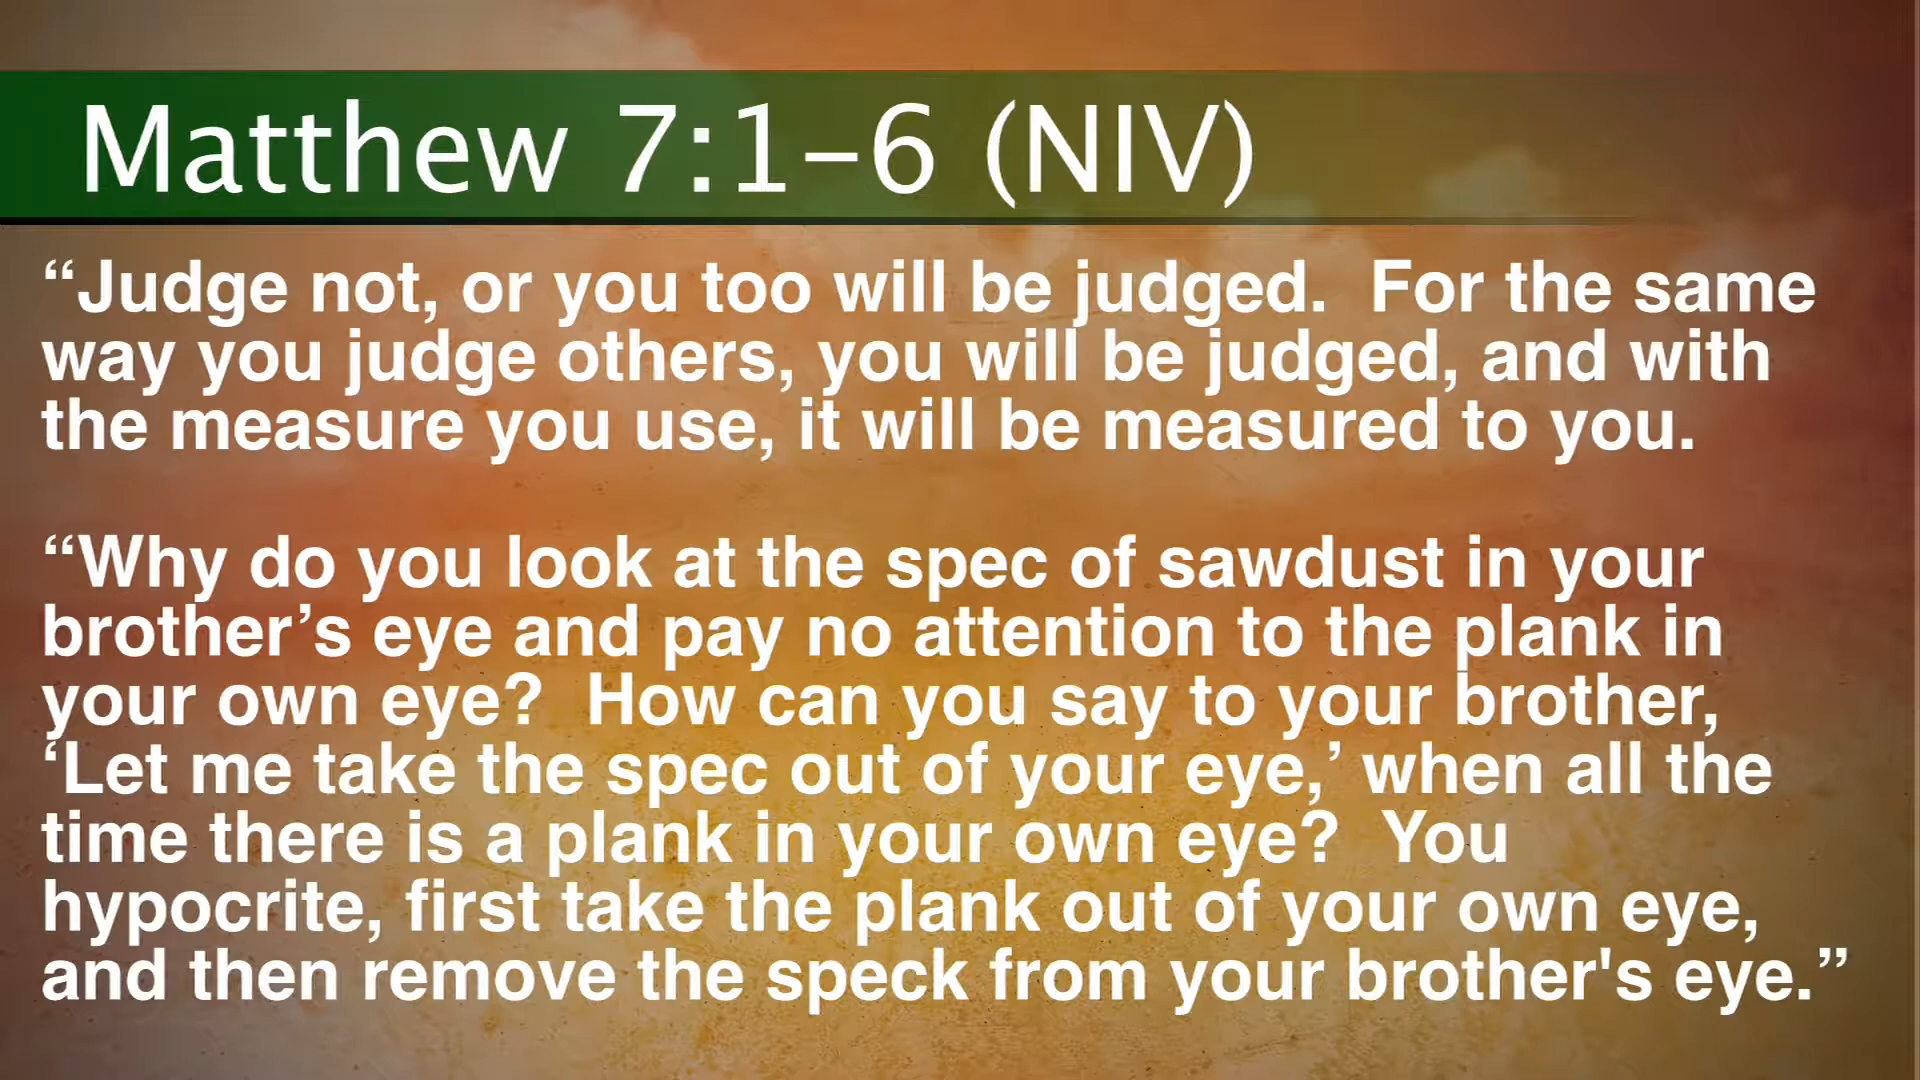 Matthew 7:1–6 (NIV)
“Judge not, or you too will be judged.  For the same
way you judge others, you will be judged, and with
the measure you use, it will be measured to you.
“Why do you look at the spec of sawdust in your
brother’s eye and pay no attention to the plank in
your own eye?  How can you say to your brother,
‘Let me take the spec out of your eye,’ when all the
time there is a plank in your own eye?  You
hypocrite, first take the plank out of your own eye,
and then remove the speck from your brother's eye.”